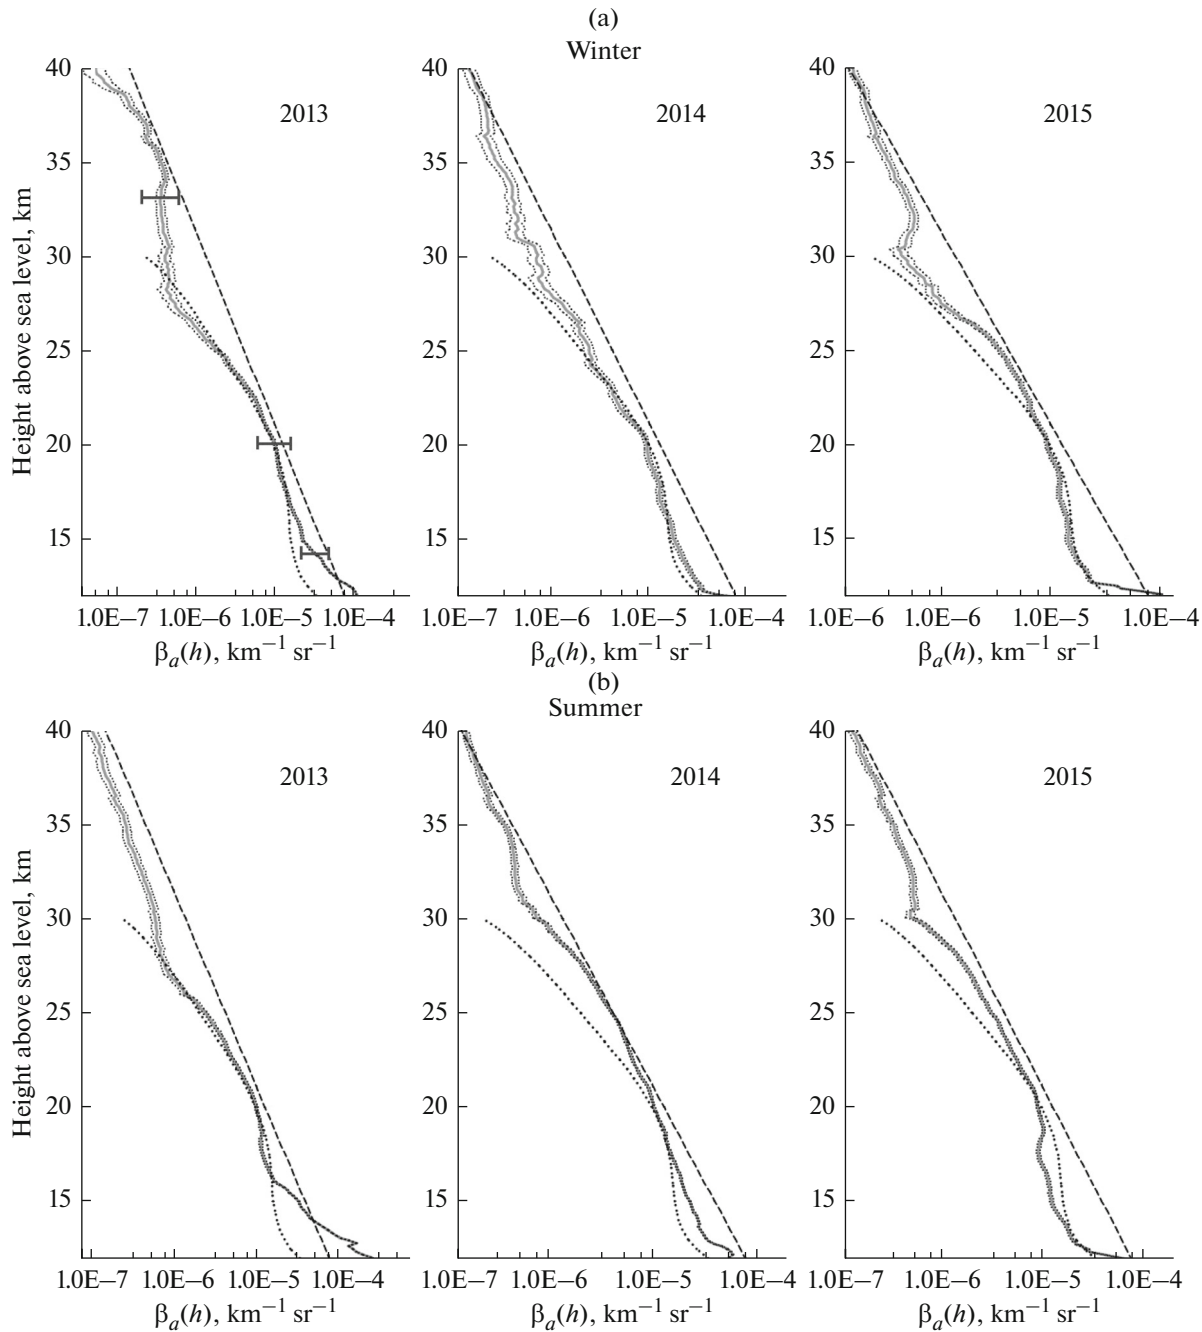 (a)
Winter
40 40 40
2013 2014 2015
35 35 35
30 30 30
25 25 25
20 20 20
15 15 15
Height above sea level, km
1.0E−7 1.0E−6 1.0E−5 1.0E−4 1.0E−7 1.0E−6 1.0E−5 1.0E−4 1.0E−6 1.0E−6 1.0E−5 1.0E−4
βa(h), km−1 sr−1 βa(h), km−1 sr−1 βa(h), km−1 sr−1
(b)
Summer
40 40 40
2013 2014 2015
35 35 35
30 30 30
25 25 25
20 20 20
15 15 15
Height above sea level, km
1.0E−7 1.0E−6 1.0E−5 1.0E−4 1.0E−7 1.0E−6 1.0E−5 1.0E−4 1.0E−7 1.0E−6 1.0E−5 1.0E−4
βa(h), km−1 sr−1 βa(h), km−1 sr−1 βa(h), km−1 sr−1